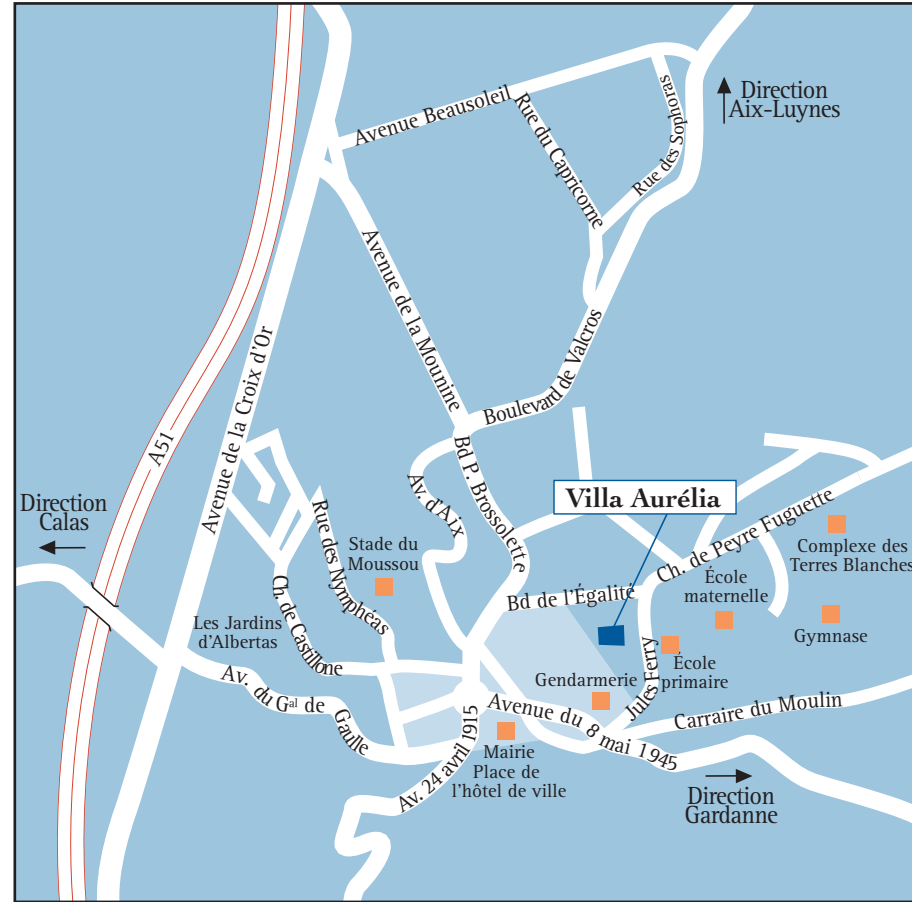 Direction
Aix-Luynes
Avenue Beausoleil
Rue du Capricorne
Rue des Sophoras
Avenue de la Mounine
Avenue de la Croix d'Or
A51
Boulevard de Valcros
Bd P. Brossolette
Av. d'Aix
Villa Aurélia
Direction
Calas
Rue des Nymphéas
Stade du
Moussou
Ch. de Peyre Fuguette
Complexe des
Terres Blanches
École
maternelle
Bd de l'Égalité
Les Jardins
d'Albertas
Ch. de Castillone
Gymnase
École
primaire
Jules Ferry
Gendarmerie
Av. du Gal de
Gaulle
Avenue du 8 mai 1945
Carraire du Moulin
Av. 24 avril 1915
Mairie
Place de
l'hôtel de ville
Direction
Gardanne